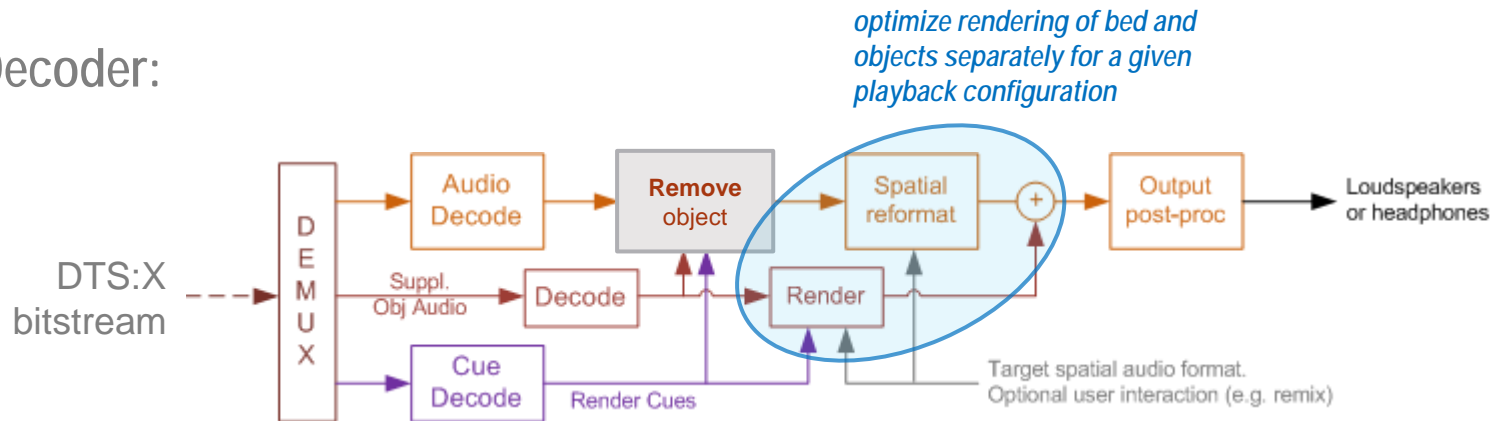 optimize rendering of bed and
objects separately for a given
playback configuration
Decoder:
DTS:X
bitstream
D
E
M
U
X
Audio
Decode
Remove
object
Spatial
reformat
+
Output
post-proc
Loudspeakers
or headphones
Suppl.
Obj Audio
Decode
Render
Cue
Decode
Render Cues
Target spatial audio format.
Optional user interaction (e.g. remix)